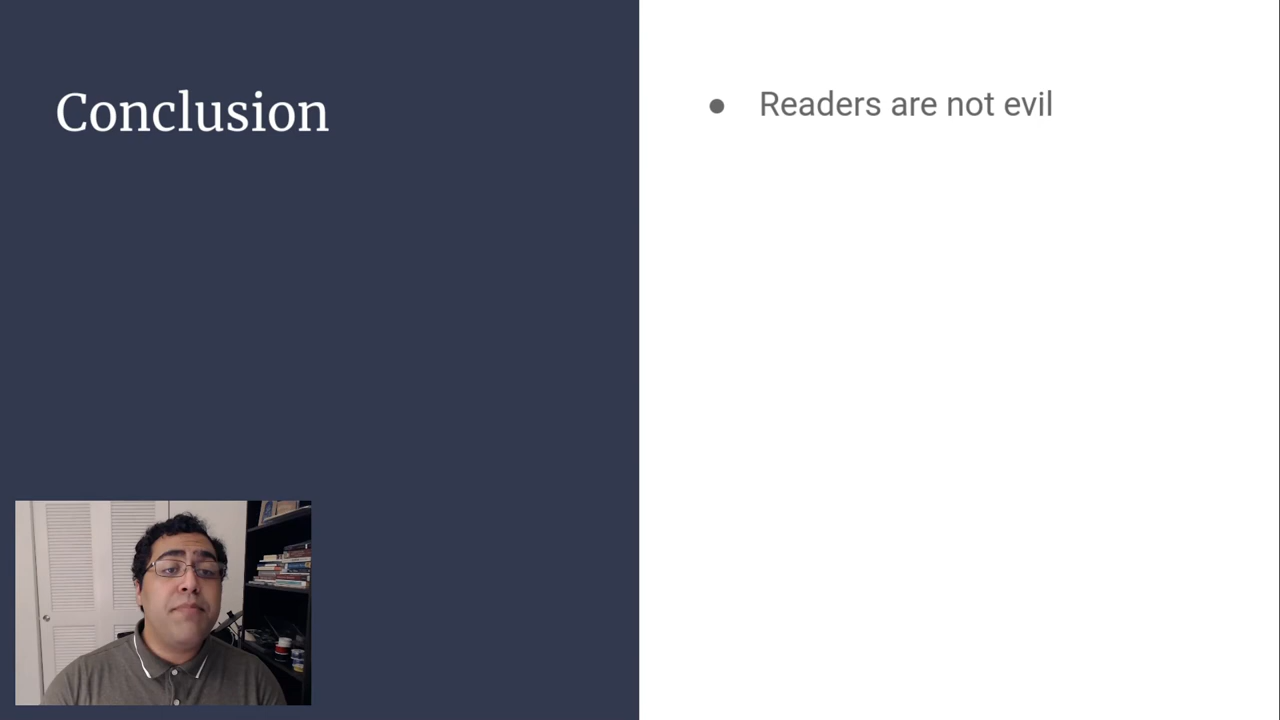 Conclusion
● Readers are not evil